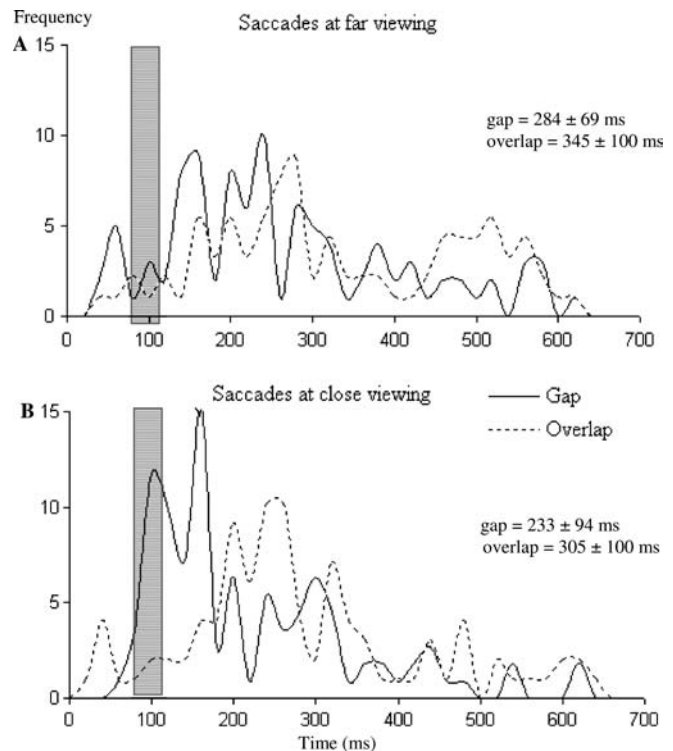 Frequency
Saccades at far viewing
A
15
10
5
0
gap = 284 ± 69 ms
overlap = 345 ± 100 ms
0 100 200 300 400 500 600 700
Saccades at close viewing
B
15
10
5
0
Gap
Overlap
gap = 233 ± 94 ms
overlap = 305 ± 100 ms
0 100 200 300 400 500 600 700
Time (ms)